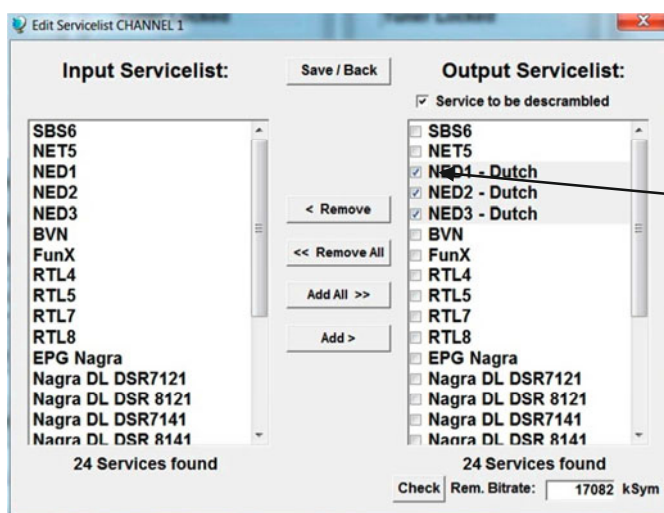 Edit Servicelist CHANNEL 1
Tuner Locked
Input Servicelist:
Save / Back
Output Servicelist:
Service to be descrambled
SBS6
NET5
NED1
NED2
NED3
BVN
FunX
RTL4
RTL5
RTL7
RTL8
EPG Nagra
Nagra DL DSR7121
Nagra DL DSR 8121
Nagra DL DSR7141
Nagra DL DSR 8141
24 Services found
< Remove
<< Remove All
Add All >>
Add >
SBS6
NET5
NED1 - Dutch
NED2 - Dutch
NED3 - Dutch
BVN
FunX
RTL4
RTL5
RTL7
RTL8
EPG Nagra
Nagra DL DSR7121
Nagra DL DSR 8121
Nagra DL DSR7141
Nagra DL DSR 8141
24 Services found
Check Rem. Bitrate: 17082 kSym